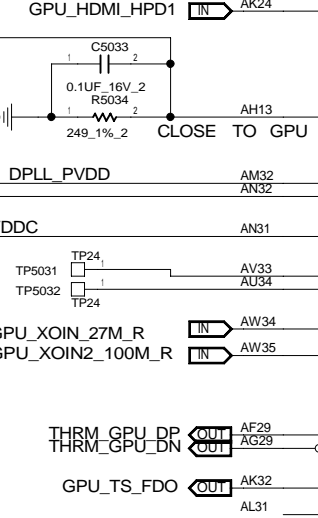 GPU_HDMI_HPD1 IN AK24
C5033
1 2
0.1UF_16V_2
R5034
1 2
249_1%_2
AH13
CLOSE TO GPU
DPLL_PVDD AM32
AN32
DDC AN31
TP24
TP5031 1 AV33
TP5032 1 AU34
TP24
GPU_XOIN_27M_R IN AW34
GPU_XOIN2_100M_R IN AW35
THRM_GPU_DP OUT AF29
THRM_GPU_DN OUT AG29
GPU_TS_FDO OUT AK32
AL31